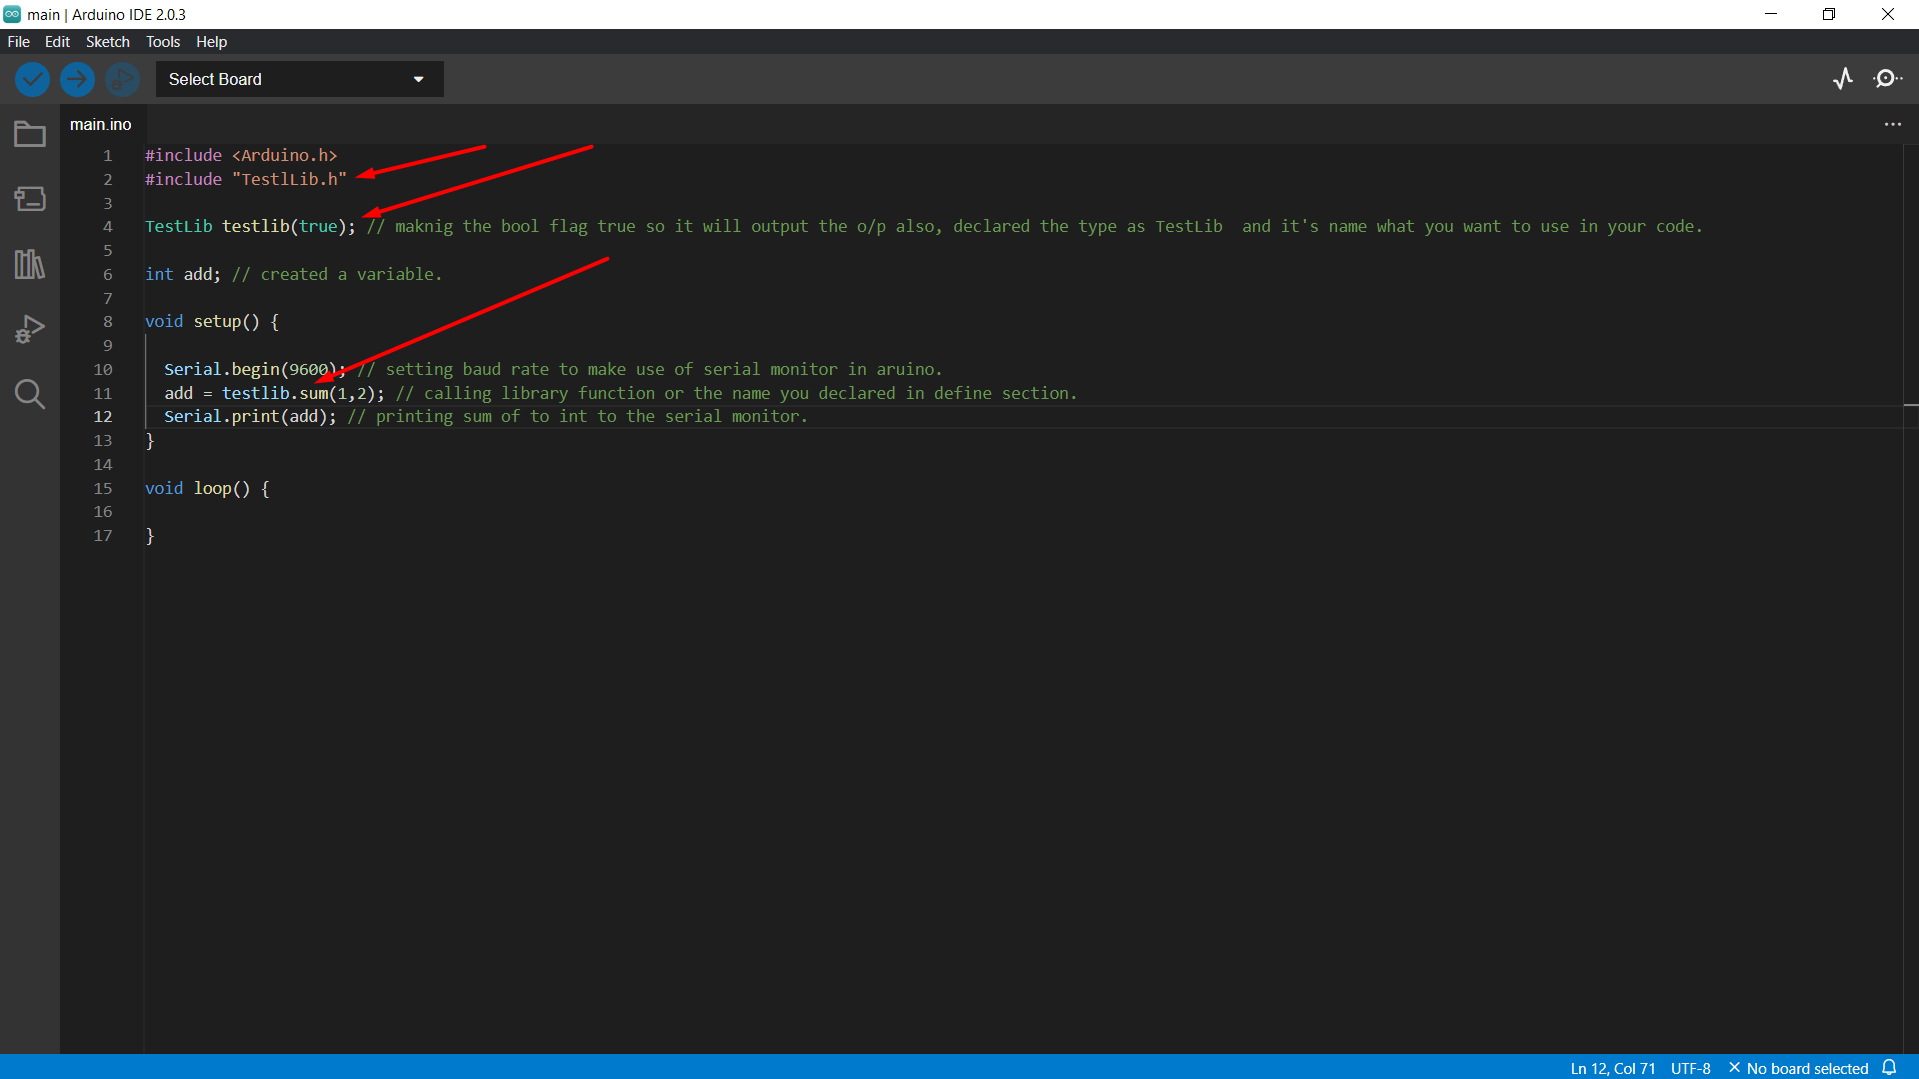 main | Arduino IDE 2.0.3
File Edit Sketch Tools Help
Select Board
main.ino
1 #include <Arduino.h>
2 #include "TestlLib.h"
3
4 TestLib testlib(true); // maknig the bool flag true so it will output the o/p also, declared the type as TestLib  and it's name what you want to use in your code.
5
6 int add; // created a variable.
7
8 void setup() {
9
10 Serial.begin(9600); // setting baud rate to make use of serial monitor in aruino.
11 add = testlib.sum(1,2); // calling library function or the name you declared in define section.
12 Serial.print(add); // printing sum of to int to the serial monitor.
13 }
14
15 void loop() {
16
17 }
Ln 12, Col 71 UTF-8 No board selected